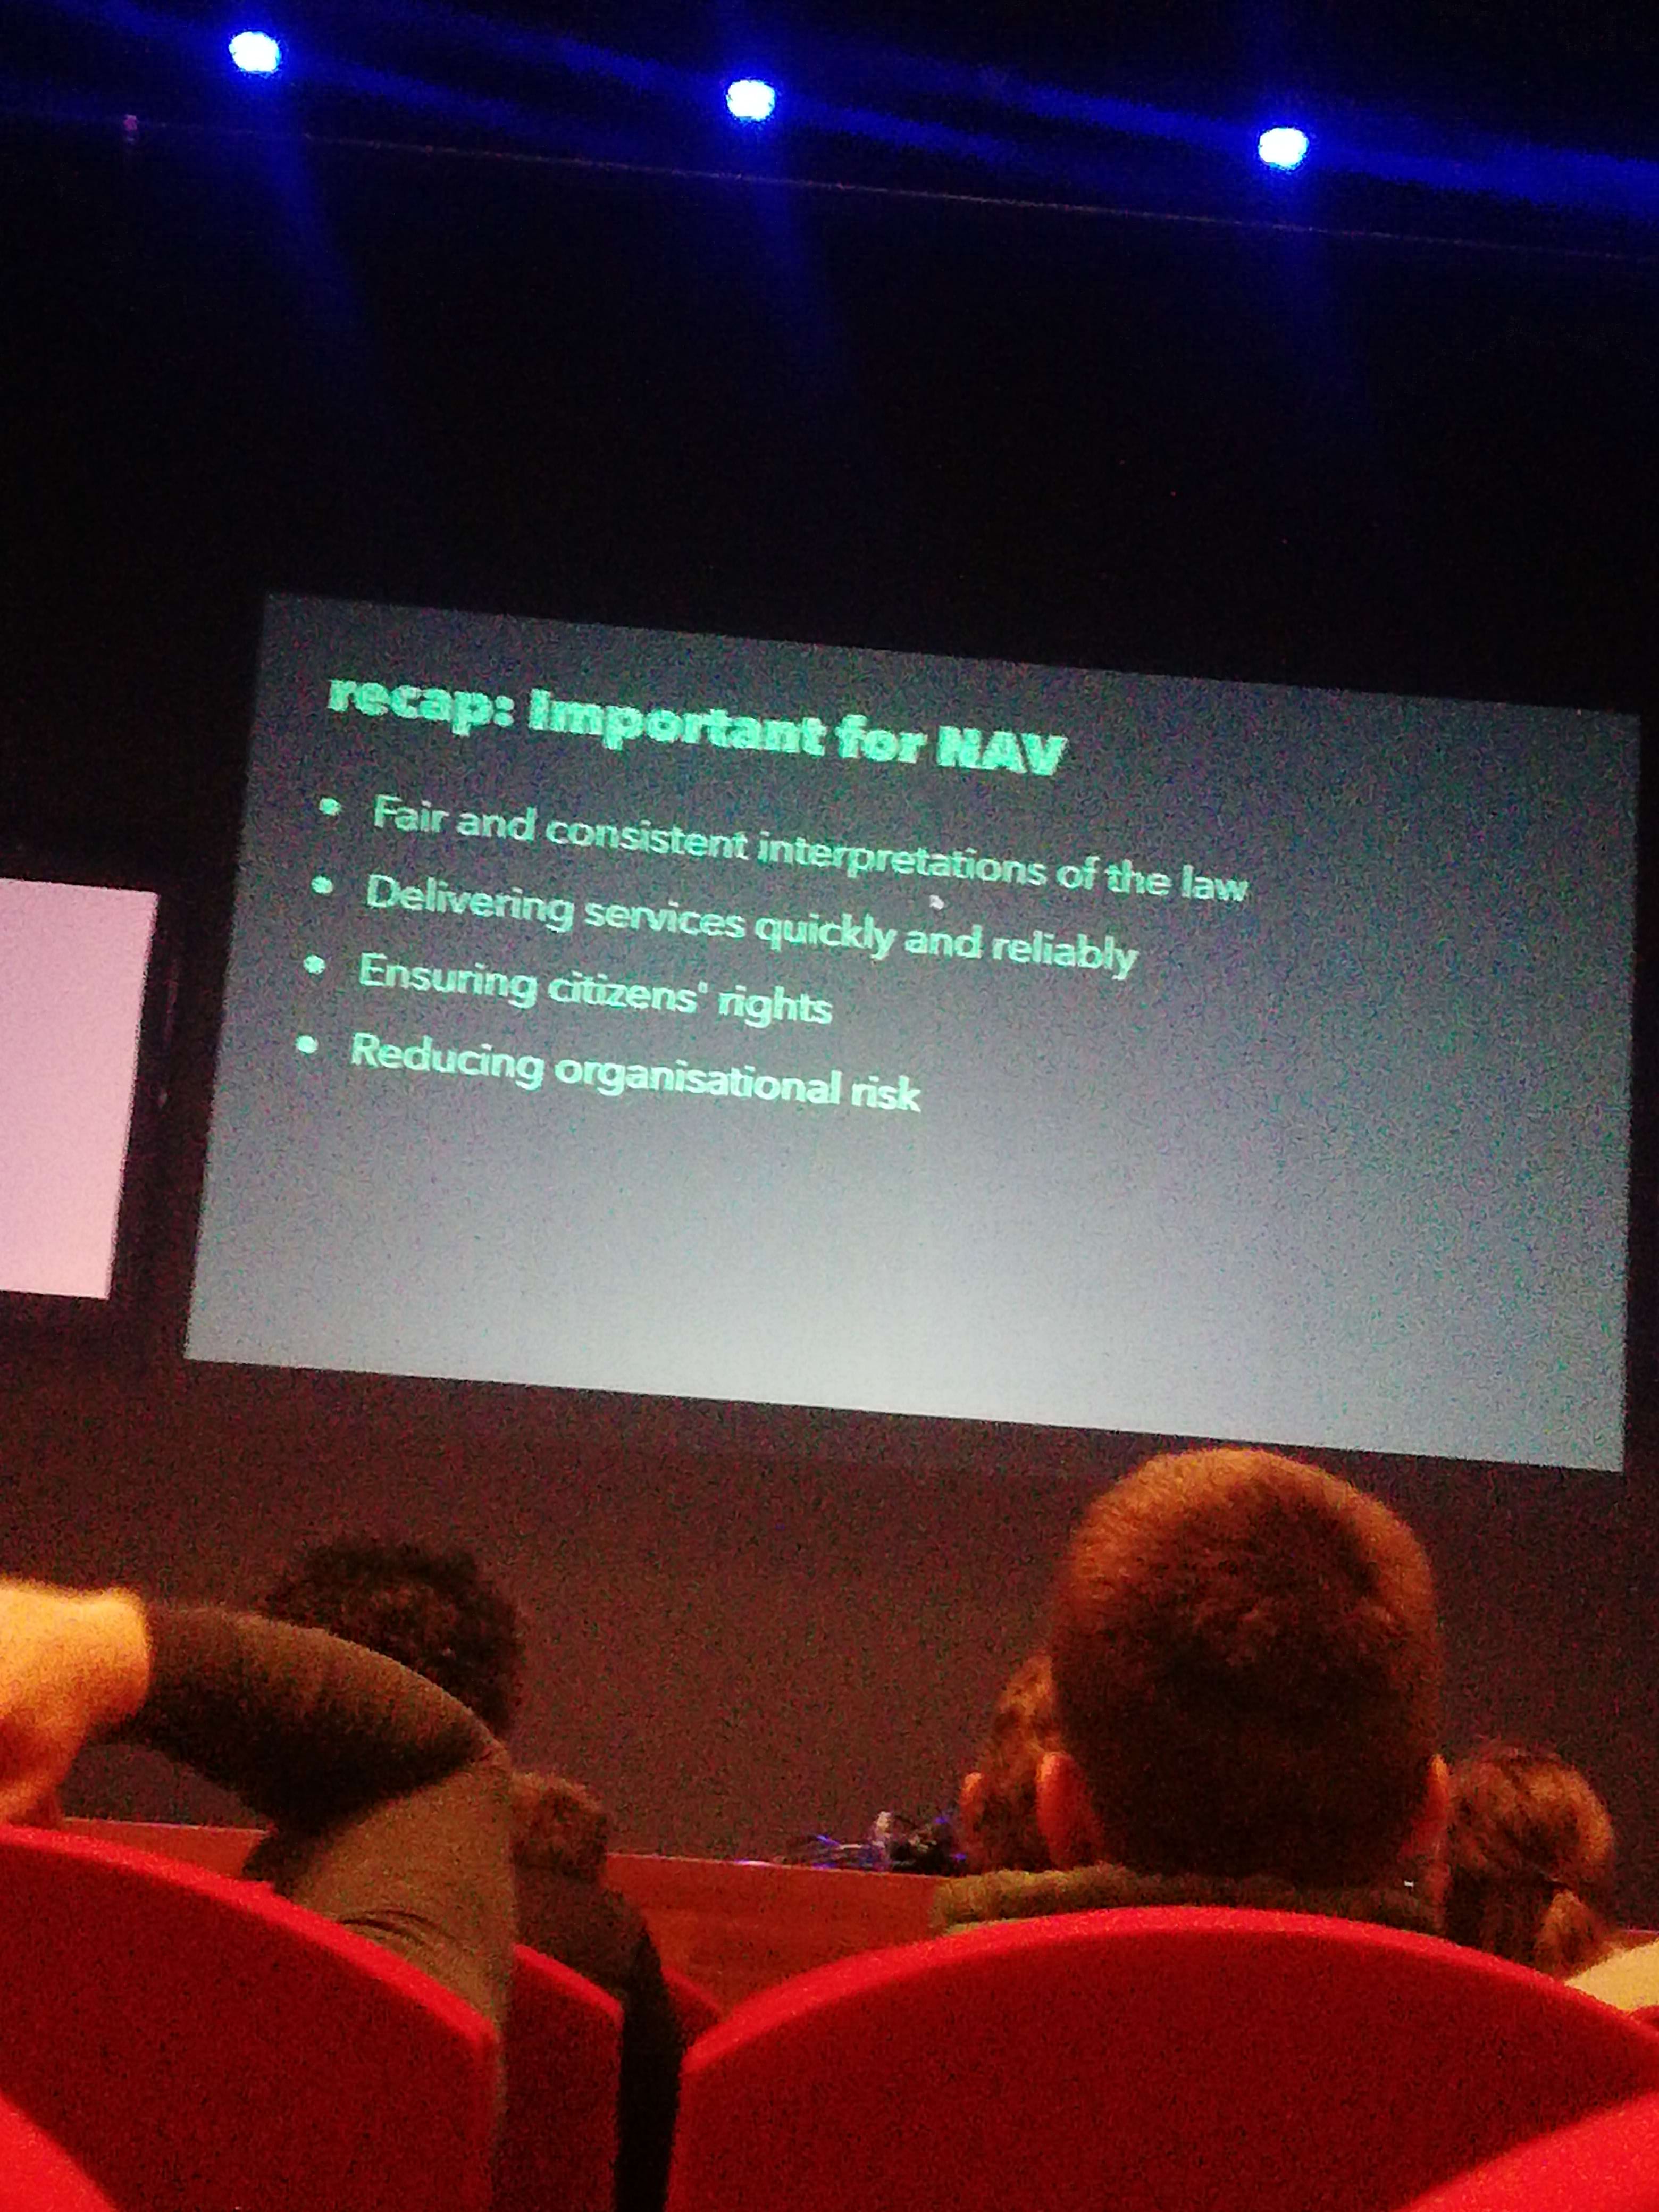 recap: Important for NAV
• Fair and consistent interpretations of the law
• Delivering services quickly and reliably
• Ensuring citizens' rights
• Reducing organisational risk